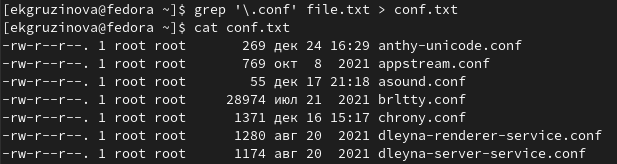 [ekgruzinova@fedora ~]$ grep '\.conf' file.txt > conf.txt
[ekgruzinova@fedora ~]$ cat conf.txt
-rw-r--r--. 1 root root       269 дек 24 16:29 anthy-unicode.conf
-rw-r--r--. 1 root root       769 окт  8  2021 appstream.conf
-rw-r--r--. 1 root root        55 дек 17 21:18 asound.conf
-rw-r--r--. 1 root root     28974 июл 21  2021 brltty.conf
-rw-r--r--. 1 root root      1371 дек 16 15:17 chrony.conf
-rw-r--r--. 1 root root      1280 авг 20  2021 dleyna-renderer-service.conf
-rw-r--r--. 1 root root      1174 авг 20  2021 dleyna-server-service.conf